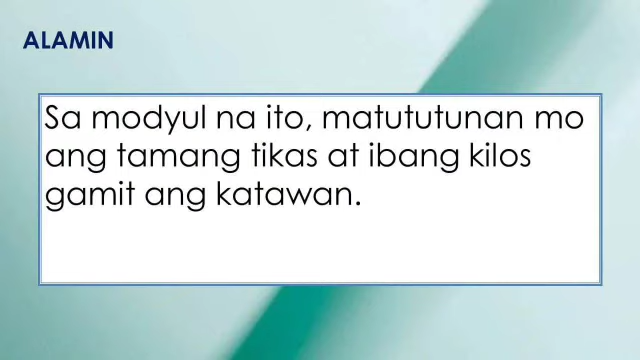 ALAMIN
Sa modyul na ito, matututunan mo
ang tamang tikas at ibang kilos
gamit ang katawan.